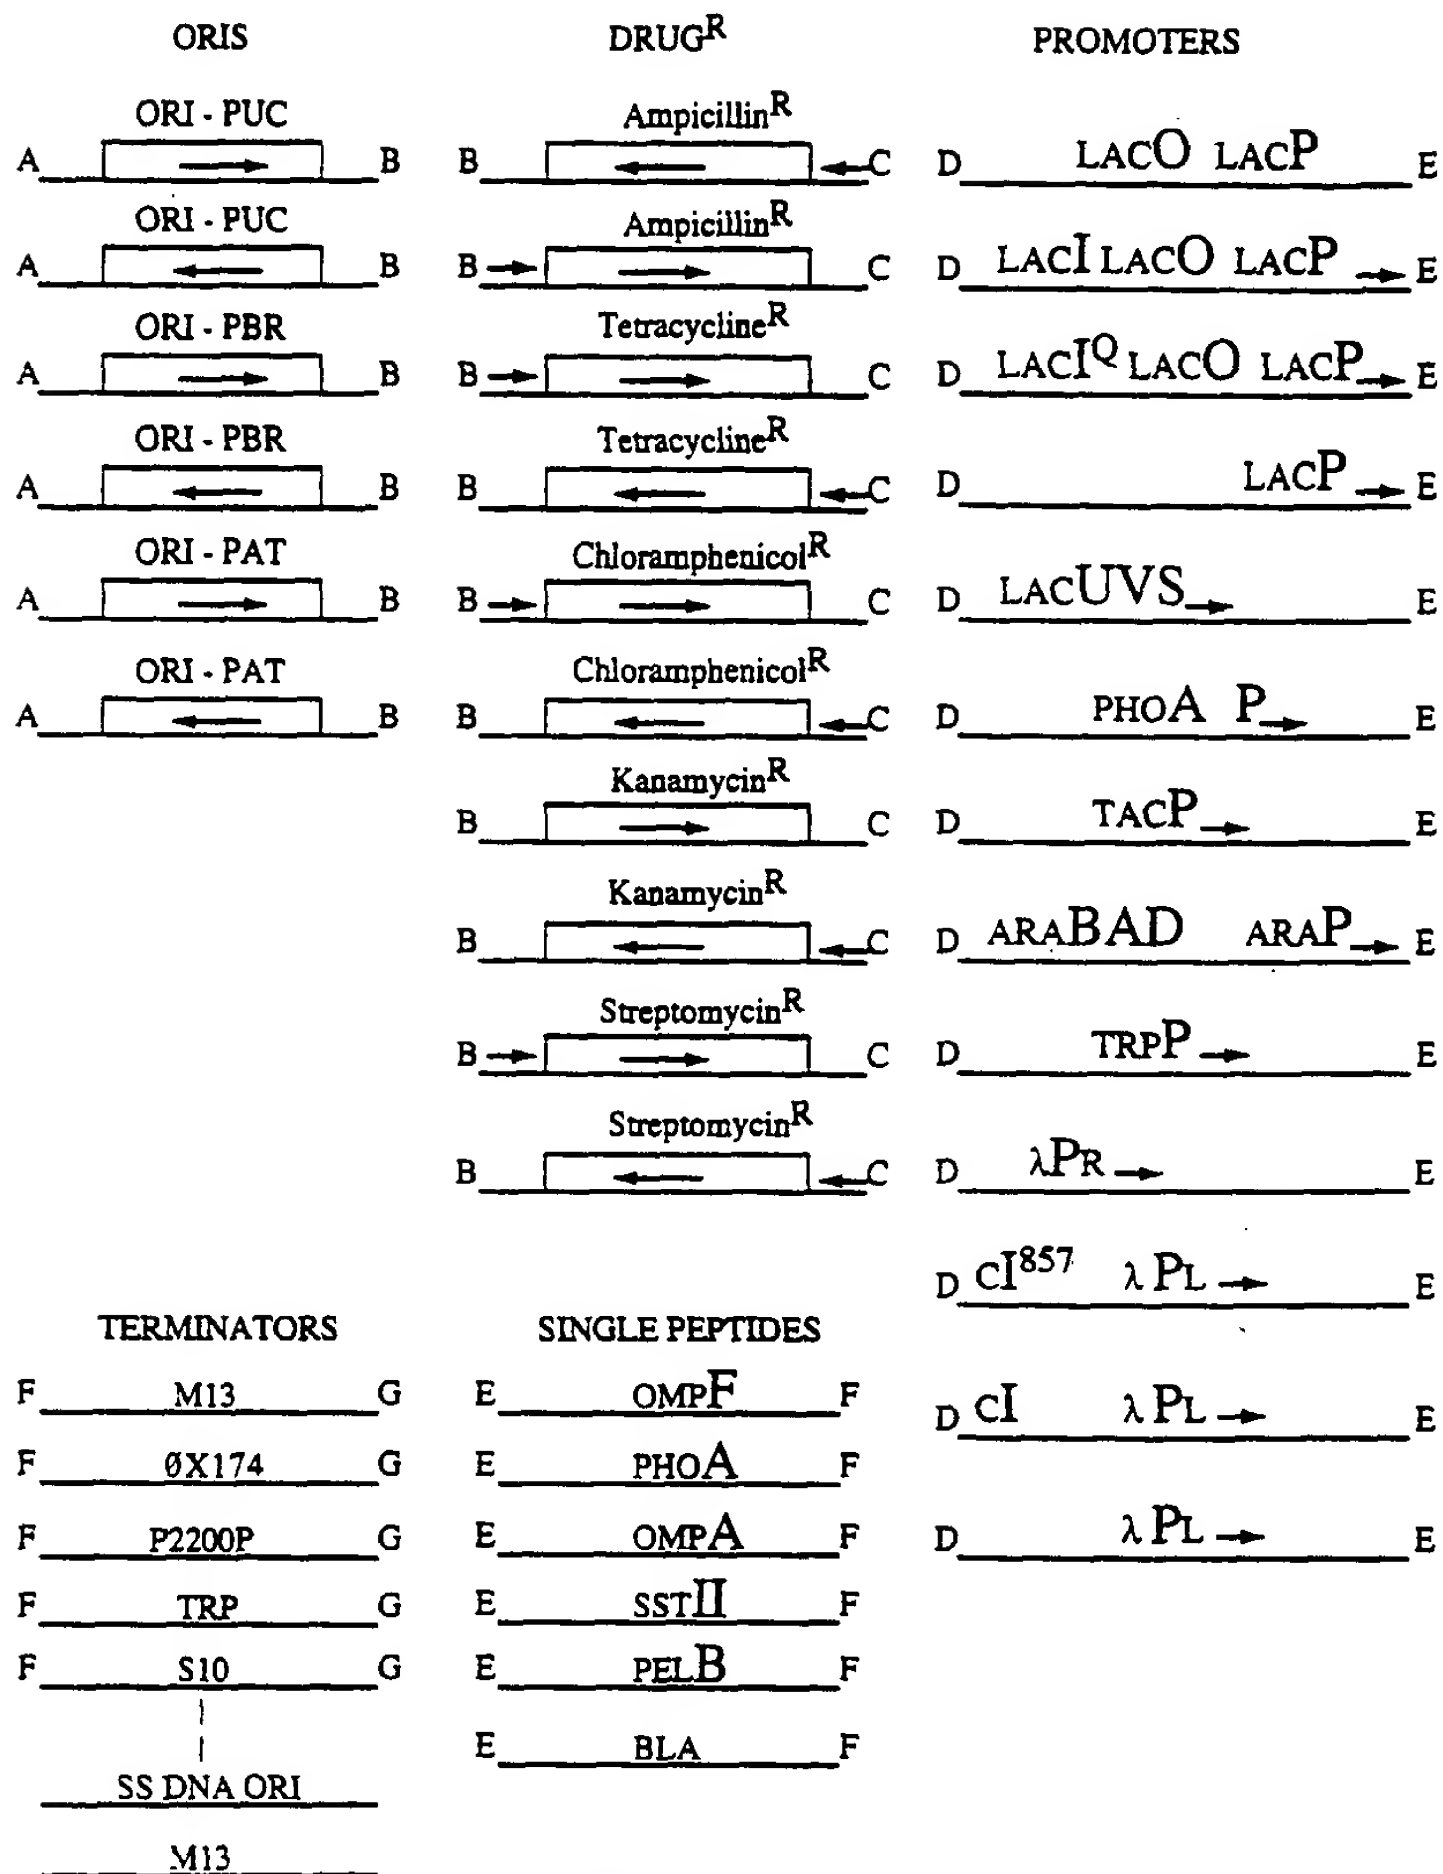 ORIS DRUGR PROMOTERS
ORI - PUC AmpicillinR
A B B C D LACO LACP E
ORI - PUC AmpicillinR
A B B C D LACI LACO LACP E
ORI - PBR TetracyclineR
A B B C D LACIQ LACO LACP E
ORI - PBR TetracyclineR
A B B C D LACP E
ORI - PAT ChloramphenicolR
A B B C D LACUVS E
ORI - PAT ChloramphenicolR
A B B C D PHOA P E
KanamycinR
B C D TACP E
KanamycinR
B C D ARABAD ARAP E
StreptomycinR
B C D TRPP E
StreptomycinR
B C D λPR E
D CI857 λ PL E
TERMINATORS SINGLE PEPTIDES
F M13 G E OMPF F D CI λ PL E
F ØX174 G E PHOA F
F P2200P G E OMPA F D λ PL E
F TRP G E SSTII F
F S10 G E PELB F
E BLA F
SS DNA ORI
M13